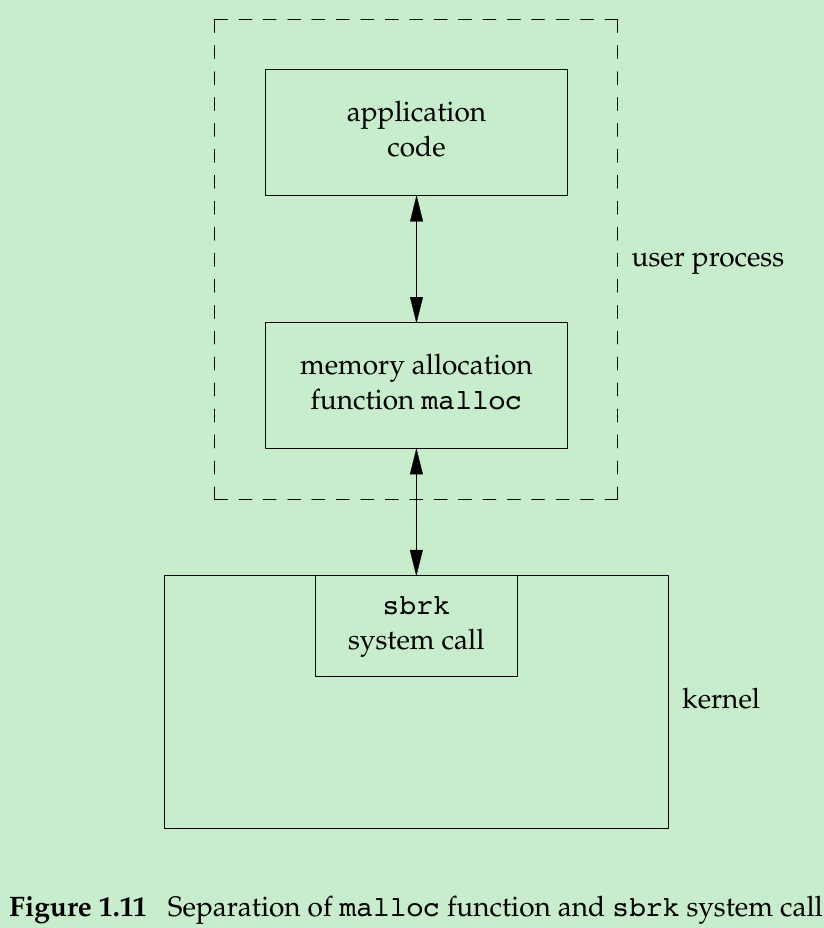 application
code
user process
memory allocation
function malloc
sbrk
system call
kernel
Figure 1.11 Separation of malloc function and sbrk system call